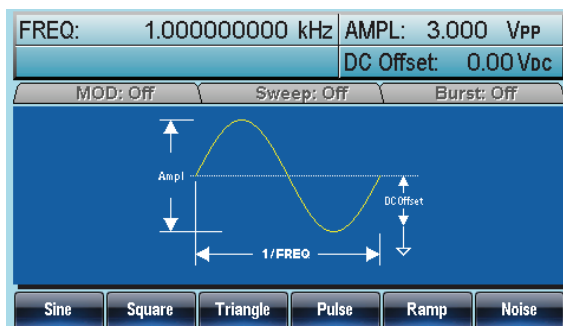 FREQ: 1.000000000 kHz AMPL: 3.000 VPP
DC Offset: 0.00 VDC
MOD: Off Sweep: Off Burst: Off
Ampl
DC Offset
1/FREQ
Sine Square Triangle Pulse Ramp Noise